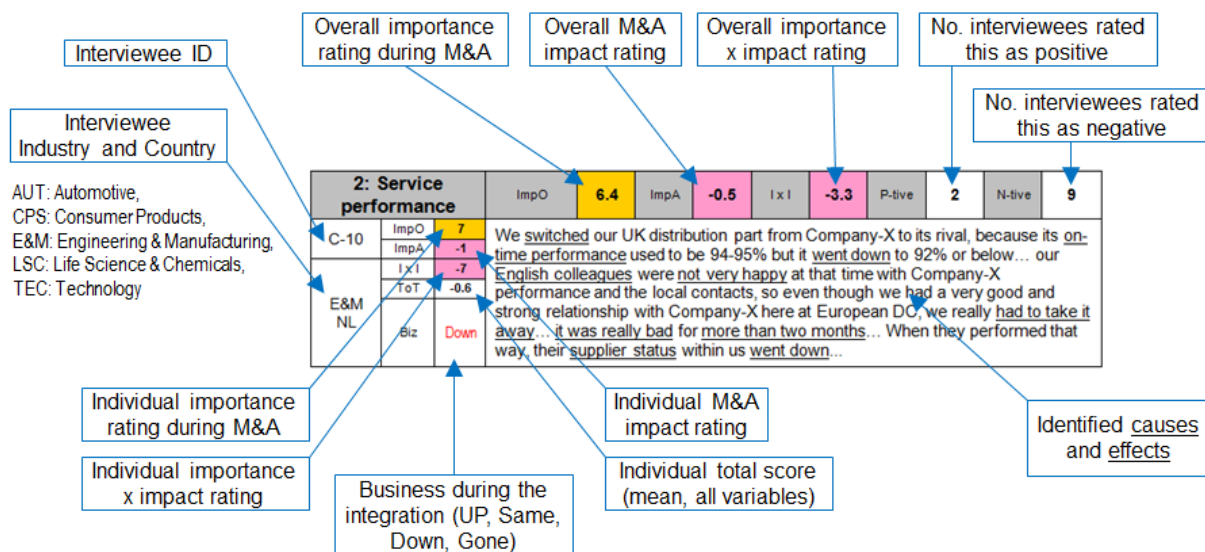 Overall importance
rating during M&A
Overall M&A
impact rating
Overall importance
x impact rating
No. interviewees rated
this as positive
Interviewee ID
No. interviewees rated
this as negative
Interviewee
Industry and Country
AUT: Automotive,
CPS: Consumer Products,
E&M: Engineering & Manufacturing,
LSC: Life Science & Chemicals,
TEC: Technology
2: Service
performance
ImpO
6.4
ImpA
-0.5
I x I
-3.3
P-tive
2
N-tive
9
C-10
ImpO
7
ImpA
-1
E&M
NL
I x I
-7
ToT
-0.6
Biz
Down
We switched our UK distribution part from Company-X to its rival, because its on-
time performance used to be 94-95% but it went down to 92% or below… our
English colleagues were not very happy at that time with Company-X
performance and the local contacts, so even though we had a very good and
strong relationship with Company-X here at European DC, we really had to take it
away… it was really bad for more than two months… When they performed that
way, their supplier status within us went down...
Individual importance
rating during M&A
Individual M&A
impact rating
Identified causes
and effects
Individual importance
x impact rating
Business during the
integration (UP, Same,
Down, Gone)
Individual total score
(mean, all variables)